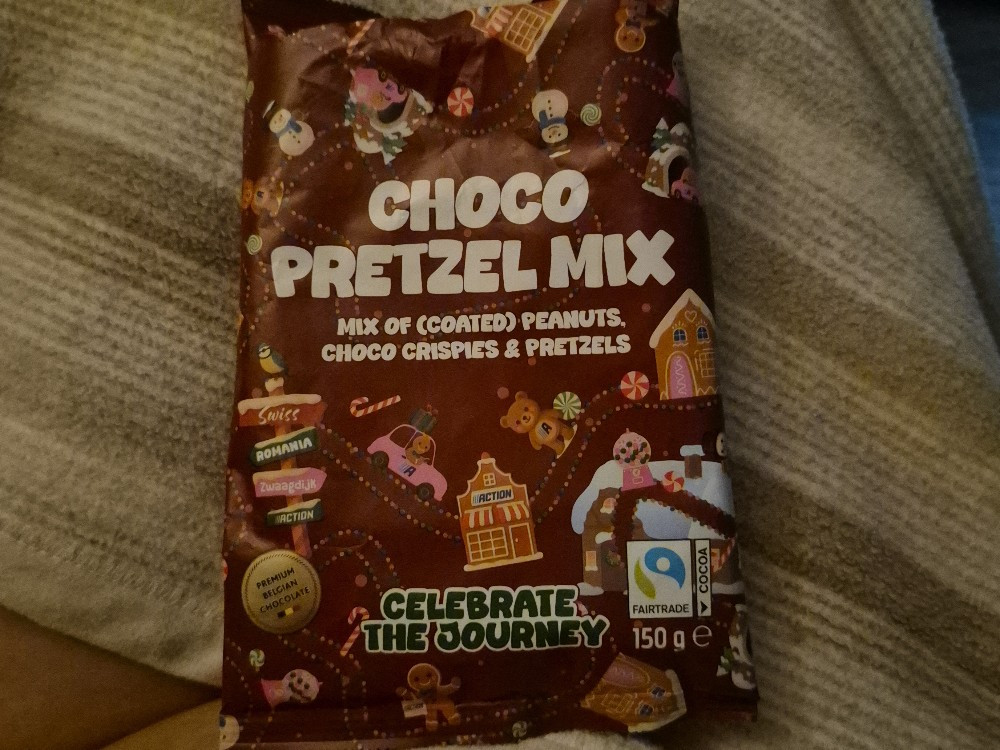 CHOCO
PRETZEL MIX
MIX OF (COATED) PEANUTS,
CHOCO CRISPIES & PRETZELS
Swiss
ROMANIA
Zwaagdijk
ACTION
ACTION
A
A
PREMIUM
BELGIAN
CHOCOLATE
CELEBRATE
THE JOURNEY
FAIRTRADE
COCOA
150 g e
ACTION